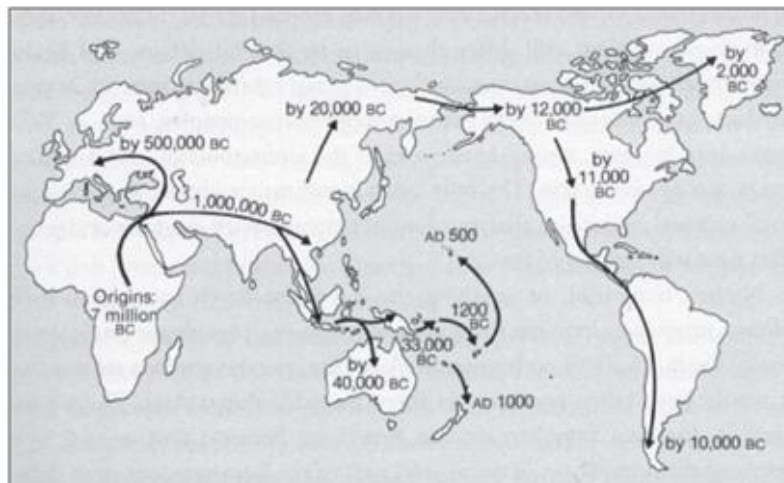 by
2,000
BC
by 20,000 BC
by 12,000
BC
by 500,000 BC
by
11,000
BC
1,000,000 BC
AD 500
Origins:
7 million
BC
1200
BC
33,000
BC
by
40,000 BC
AD 1000
by 10,000 BC